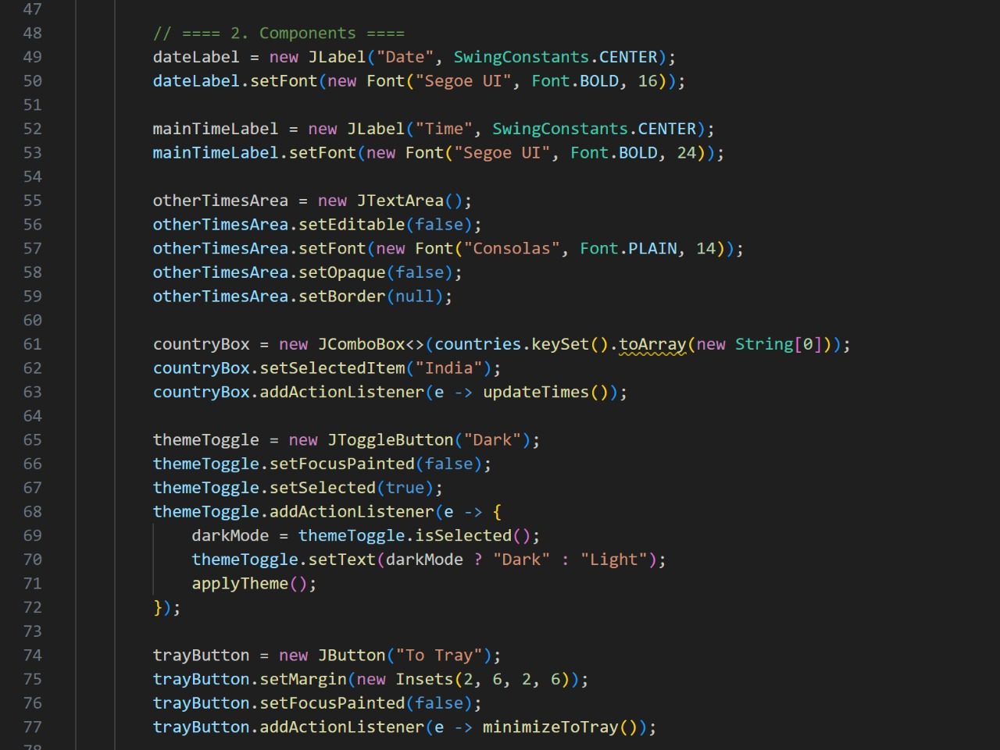 47
48 // ==== 2. Components ====
49 dateLabel = new JLabel("Date", SwingConstants.CENTER);
50 dateLabel.setFont(new Font("Segoe UI", Font.BOLD, 16));
51
52 mainTimeLabel = new JLabel("Time", SwingConstants.CENTER);
53 mainTimeLabel.setFont(new Font("Segoe UI", Font.BOLD, 24));
54
55 otherTimesArea = new JTextArea();
56 otherTimesArea.setEditable(false);
57 otherTimesArea.setFont(new Font("Consolas", Font.PLAIN, 14));
58 otherTimesArea.setOpaque(false);
59 otherTimesArea.setBorder(null);
60
61 countryBox = new JComboBox<>(countries.keySet().toArray(new String[0]));
62 countryBox.setSelectedItem("India");
63 countryBox.addActionListener(e -> updateTimes());
64
65 themeToggle = new JToggleButton("Dark");
66 themeToggle.setFocusPainted(false);
67 themeToggle.setSelected(true);
68 themeToggle.addActionListener(e -> {
69     darkMode = themeToggle.isSelected();
70     themeToggle.setText(darkMode ? "Dark" : "Light");
71     applyTheme();
72 });
73
74 trayButton = new JButton("To Tray");
75 trayButton.setMargin(new Insets(2, 6, 2, 6));
76 trayButton.setFocusPainted(false);
77 trayButton.addActionListener(e -> minimizeToTray());
78